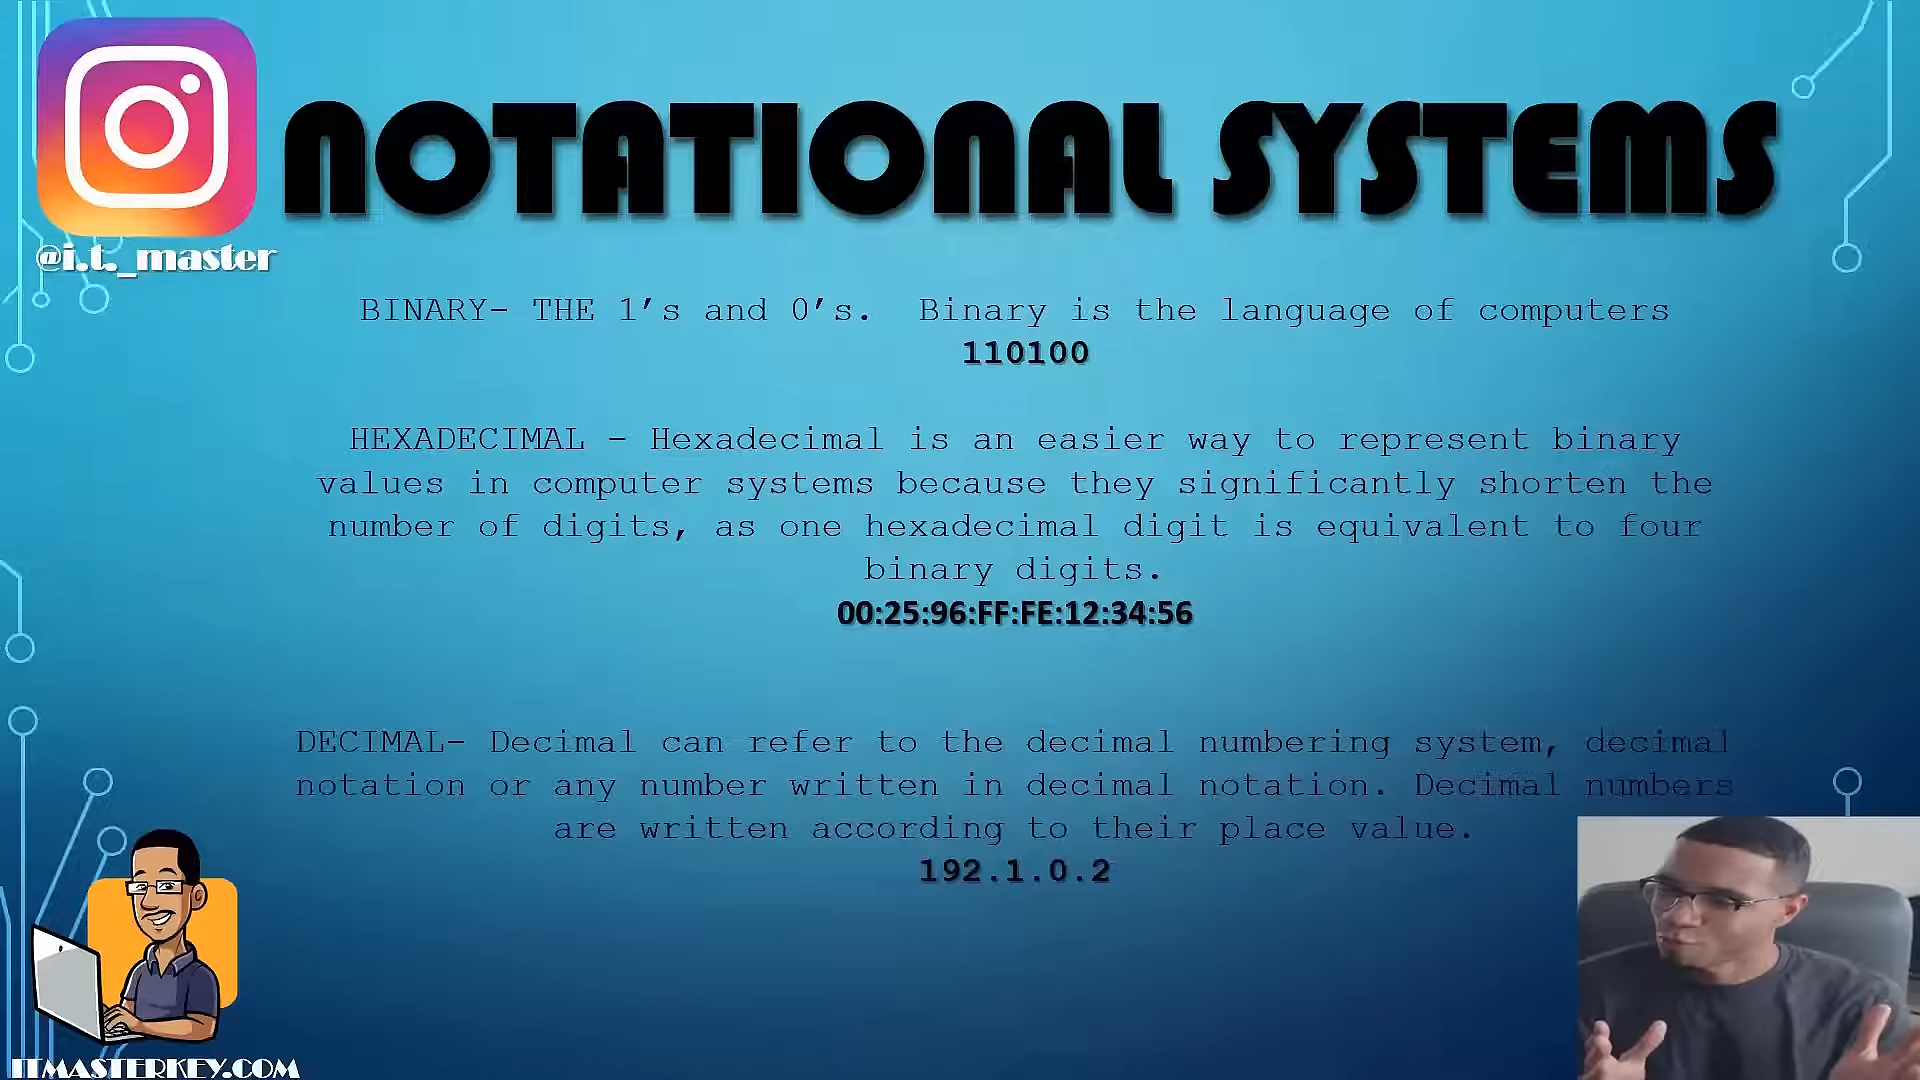 NOTATIONAL SYSTEMS
@i.t._master
BINARY- THE 1’s and 0’s.  Binary is the language of computers
110100
HEXADECIMAL – Hexadecimal is an easier way to represent binary
values in computer systems because they significantly shorten the
number of digits, as one hexadecimal digit is equivalent to four
binary digits.
00:25:96:FF:FE:12:34:56
DECIMAL- Decimal can refer to the decimal numbering system, decimal
notation or any number written in decimal notation. Decimal numbers
are written according to their place value.
192.1.0.2
ITMASTERKEY.COM